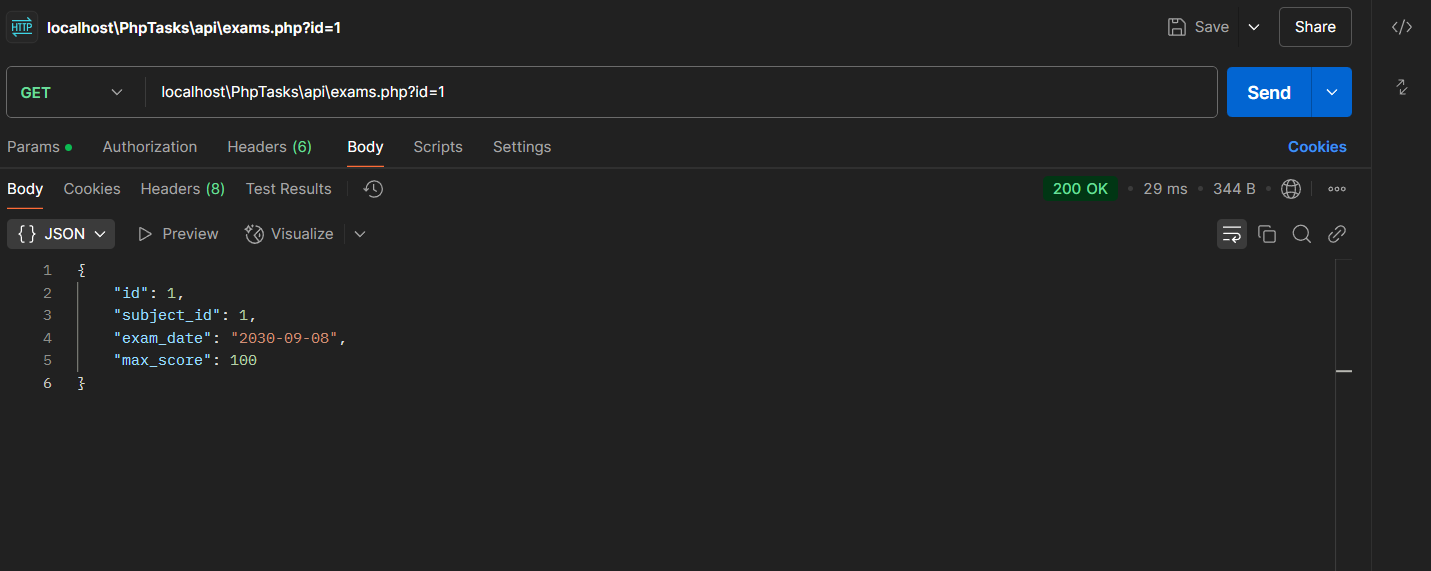 HTTP localhost\PhpTasks\api\exams.php?id=1 Save Share
GET localhost\PhpTasks\api\exams.php?id=1 Send
Params Authorization Headers (6) Body Scripts Settings Cookies
Body Cookies Headers (8) Test Results 200 OK 29 ms 344 B
{} JSON Preview Visualize
1 {
2 "id": 1,
3 "subject_id": 1,
4 "exam_date": "2030-09-08",
5 "max_score": 100
6 }